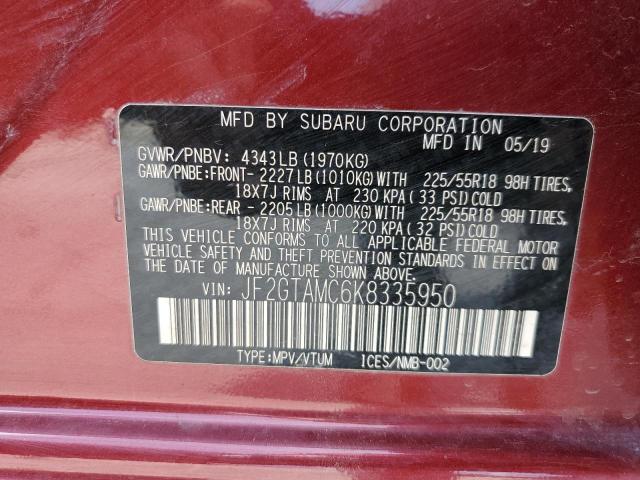 MFD BY SUBARU CORPORATION
MFD IN 05/19
GVWR/PNBV: 4343LB(1970KG)
GAWR/PNBE:FRONT- 2227LB(1010KG)WITH 225/55R18 98H TIRES,
18X7J RIMS AT 230 KPA(33 PSI)COLD
GAWR/PNBE:REAR - 2205LB(1000KG)WITH 225/55R18 98H TIRES,
18X7J RIMS AT 220 KPA(32 PSI)COLD
THIS VEHICLE CONFORMS TO ALL APPLICABLE FEDERAL MOTOR
VEHICLE SAFETY AND THEFT PREVENTION STANDARDS IN EFFECT
ON THE DATE OF MANUFACTURE SHOWN ABOVE.
VIN: JF2GTAMC6K8335950
TYPE:MPV/VTUM ICES/NMB-002